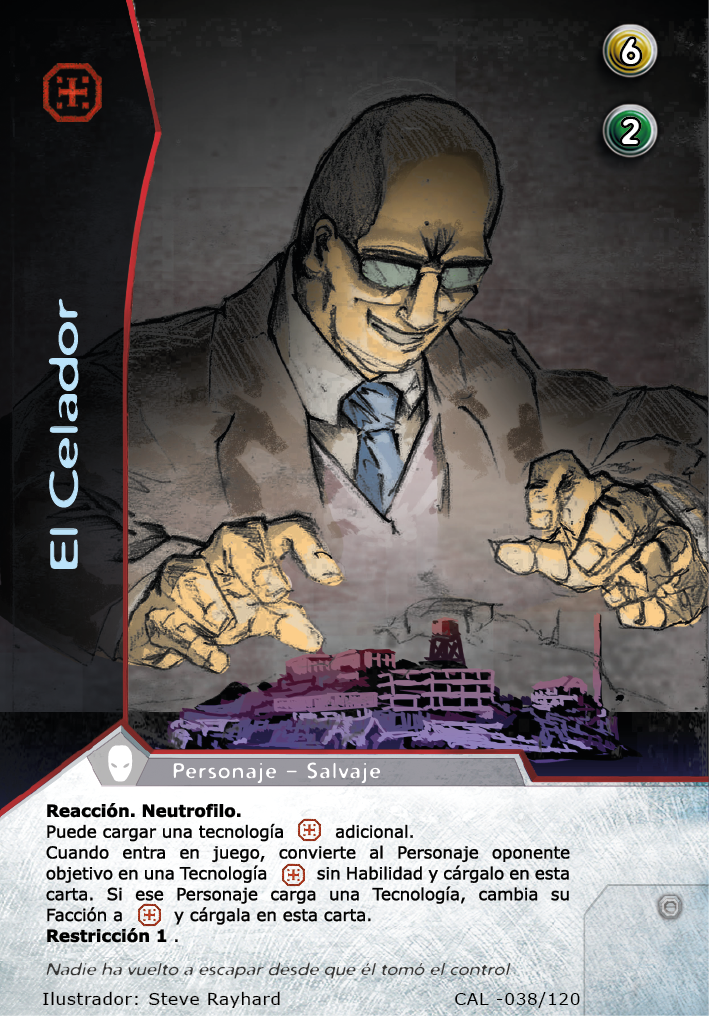 6
2
El Celador
Personaje – Salvaje
Reacción. Neutrofilo.
Puede cargar una tecnología adicional.
Cuando entra en juego, convierte al Personaje oponente
objetivo en una Tecnología sin Habilidad y cárgalo en esta
carta. Si ese Personaje carga una Tecnología, cambia su
Facción a y cárgala en esta carta.
Restricción 1 .
Nadie ha vuelto a escapar desde que él tomó el control
Ilustrador: Steve Rayhard CAL -038/120